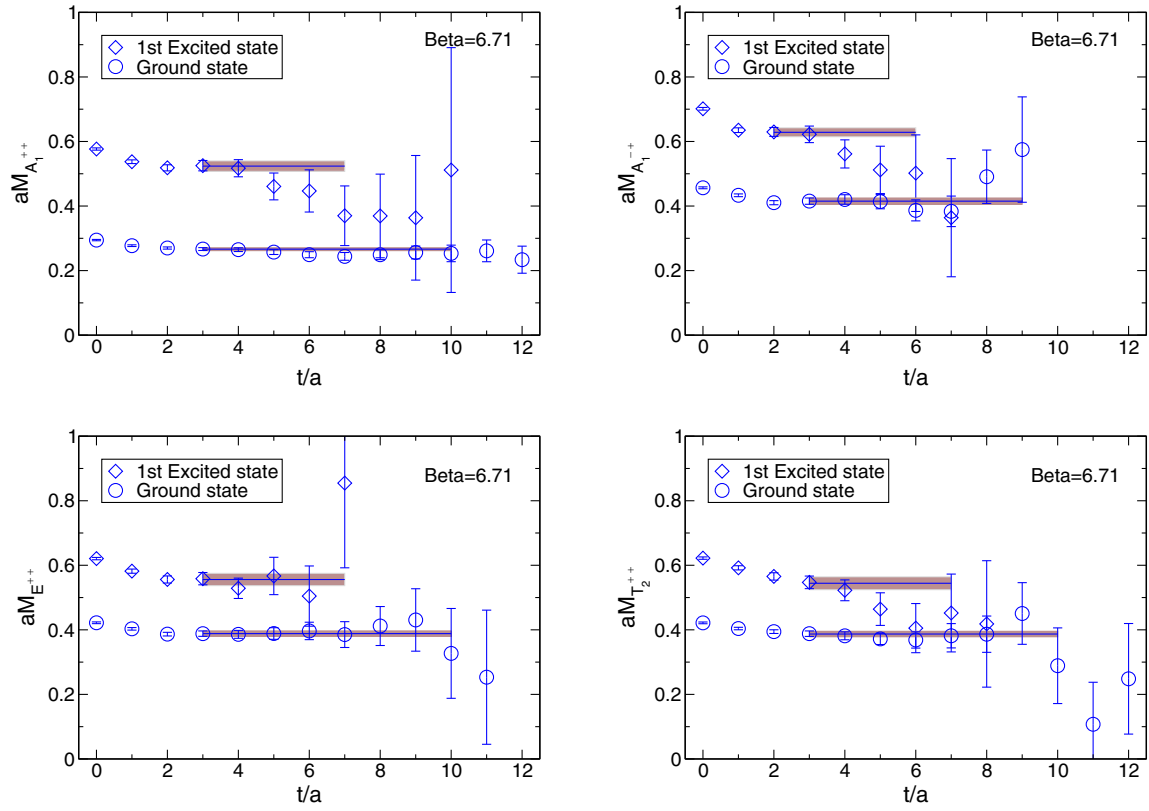 1
0.8
0.6
0.4
0.2
0
aM_{A_1^{++}}
1st Excited state
Ground state
Beta=6.71
0 2 4 6 8 10 12
t/a
1
0.8
0.6
0.4
0.2
0
aM_{A_1^{-+}}
1st Excited state
Ground state
Beta=6.71
0 2 4 6 8 10 12
t/a
1
0.8
0.6
0.4
0.2
0
aM_{E^{++}}
1st Excited state
Ground state
Beta=6.71
0 2 4 6 8 10 12
t/a
1
0.8
0.6
0.4
0.2
0
aM_{T_2^{++}}
1st Excited state
Ground state
Beta=6.71
0 2 4 6 8 10 12
t/a